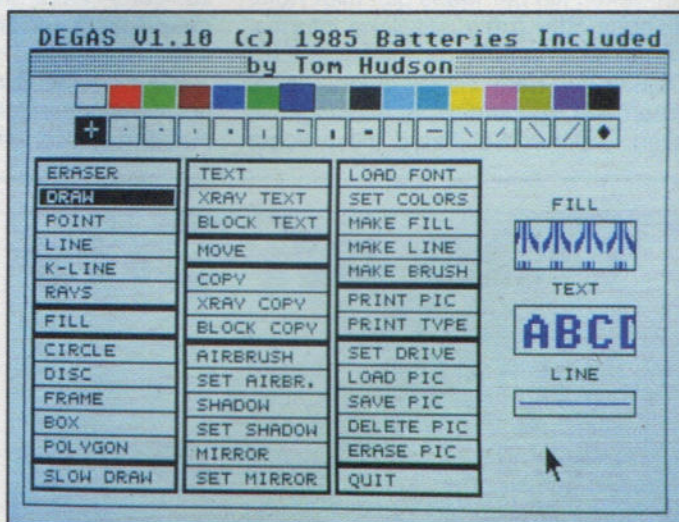 DEGAS V1.10 (c) 1985 Batteries Included
by Tom Hudson
ERASER
DRAW
POINT
LINE
K-LINE
RAYS
FILL
CIRCLE
DISC
FRAME
BOX
POLYGON
SLOW DRAW
TEXT
XRAY TEXT
BLOCK TEXT
MOVE
COPY
XRAY COPY
BLOCK COPY
AIRBRUSH
SET AIRBR.
SHADOW
SET SHADOW
MIRROR
SET MIRROR
LOAD FONT
SET COLORS
MAKE FILL
MAKE LINE
MAKE BRUSH
PRINT PIC
PRINT TYPE
SET DRIVE
LOAD PIC
SAVE PIC
DELETE PIC
ERASE PIC
QUIT
FILL
TEXT
ABCD
LINE